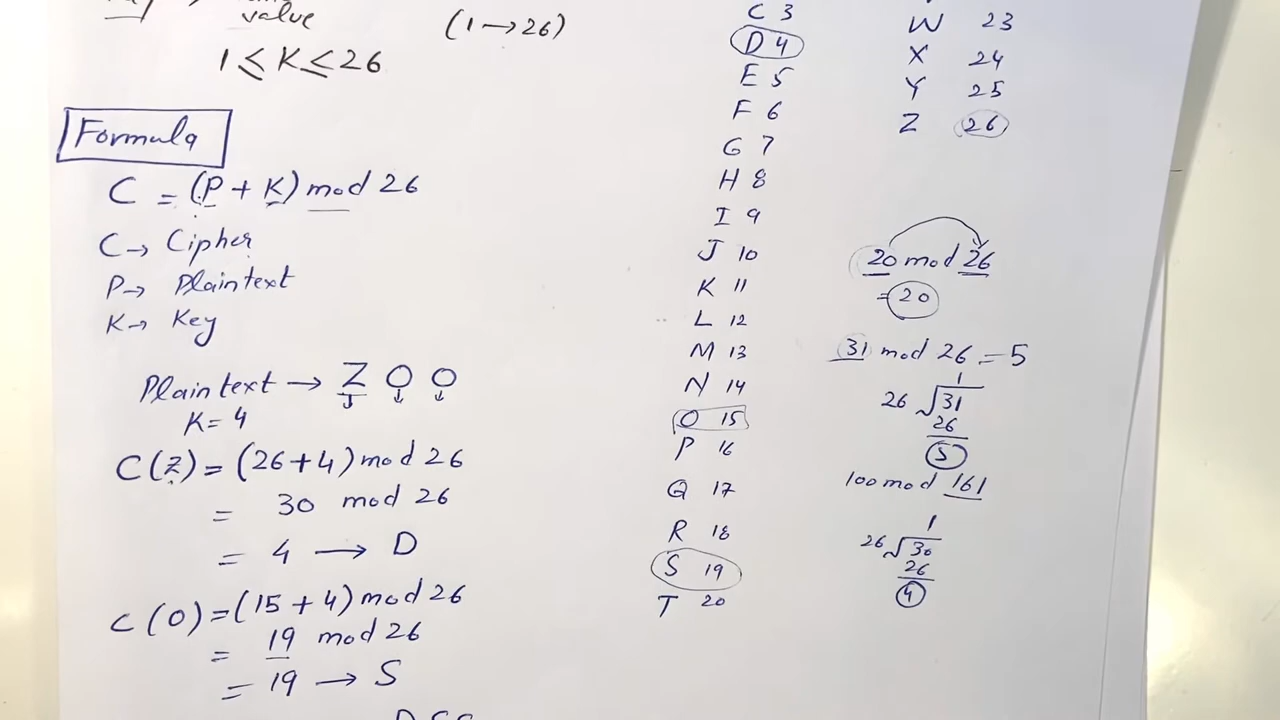 value (1→26)
1 ≤ K ≤ 26
Formula
C = (P + K) mod 26
C → Cipher
P → Plaintext
K → Key
Plaintext → Z O O
J ↓ ↓
K = 4
C(Z) = (26+4) mod 26
= 30 mod 26
= 4 → D
C(O) = (15 + 4) mod 26
= 19 mod 26
= 19 → S
C 3
D 4
E 5
F 6
G 7
H 8
I 9
J 10
K 11
L 12
M 13
N 14
O 15
P 16
Q 17
R 18
S 19
T 20
W 23
X 24
Y 25
Z 26
20 mod 26
= 20
31 mod 26 = 5
1
26 √31
26
5
100 mod 161
1
26 √30
26
4